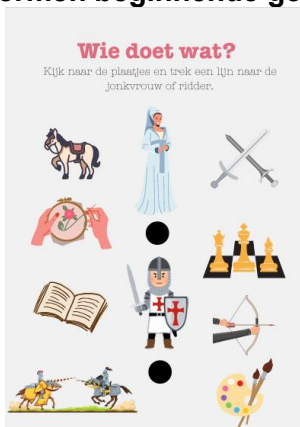 Wie doet wat?
Kijk naar de plaatjes en trek een lijn naar de
jonkvrouw of ridder.